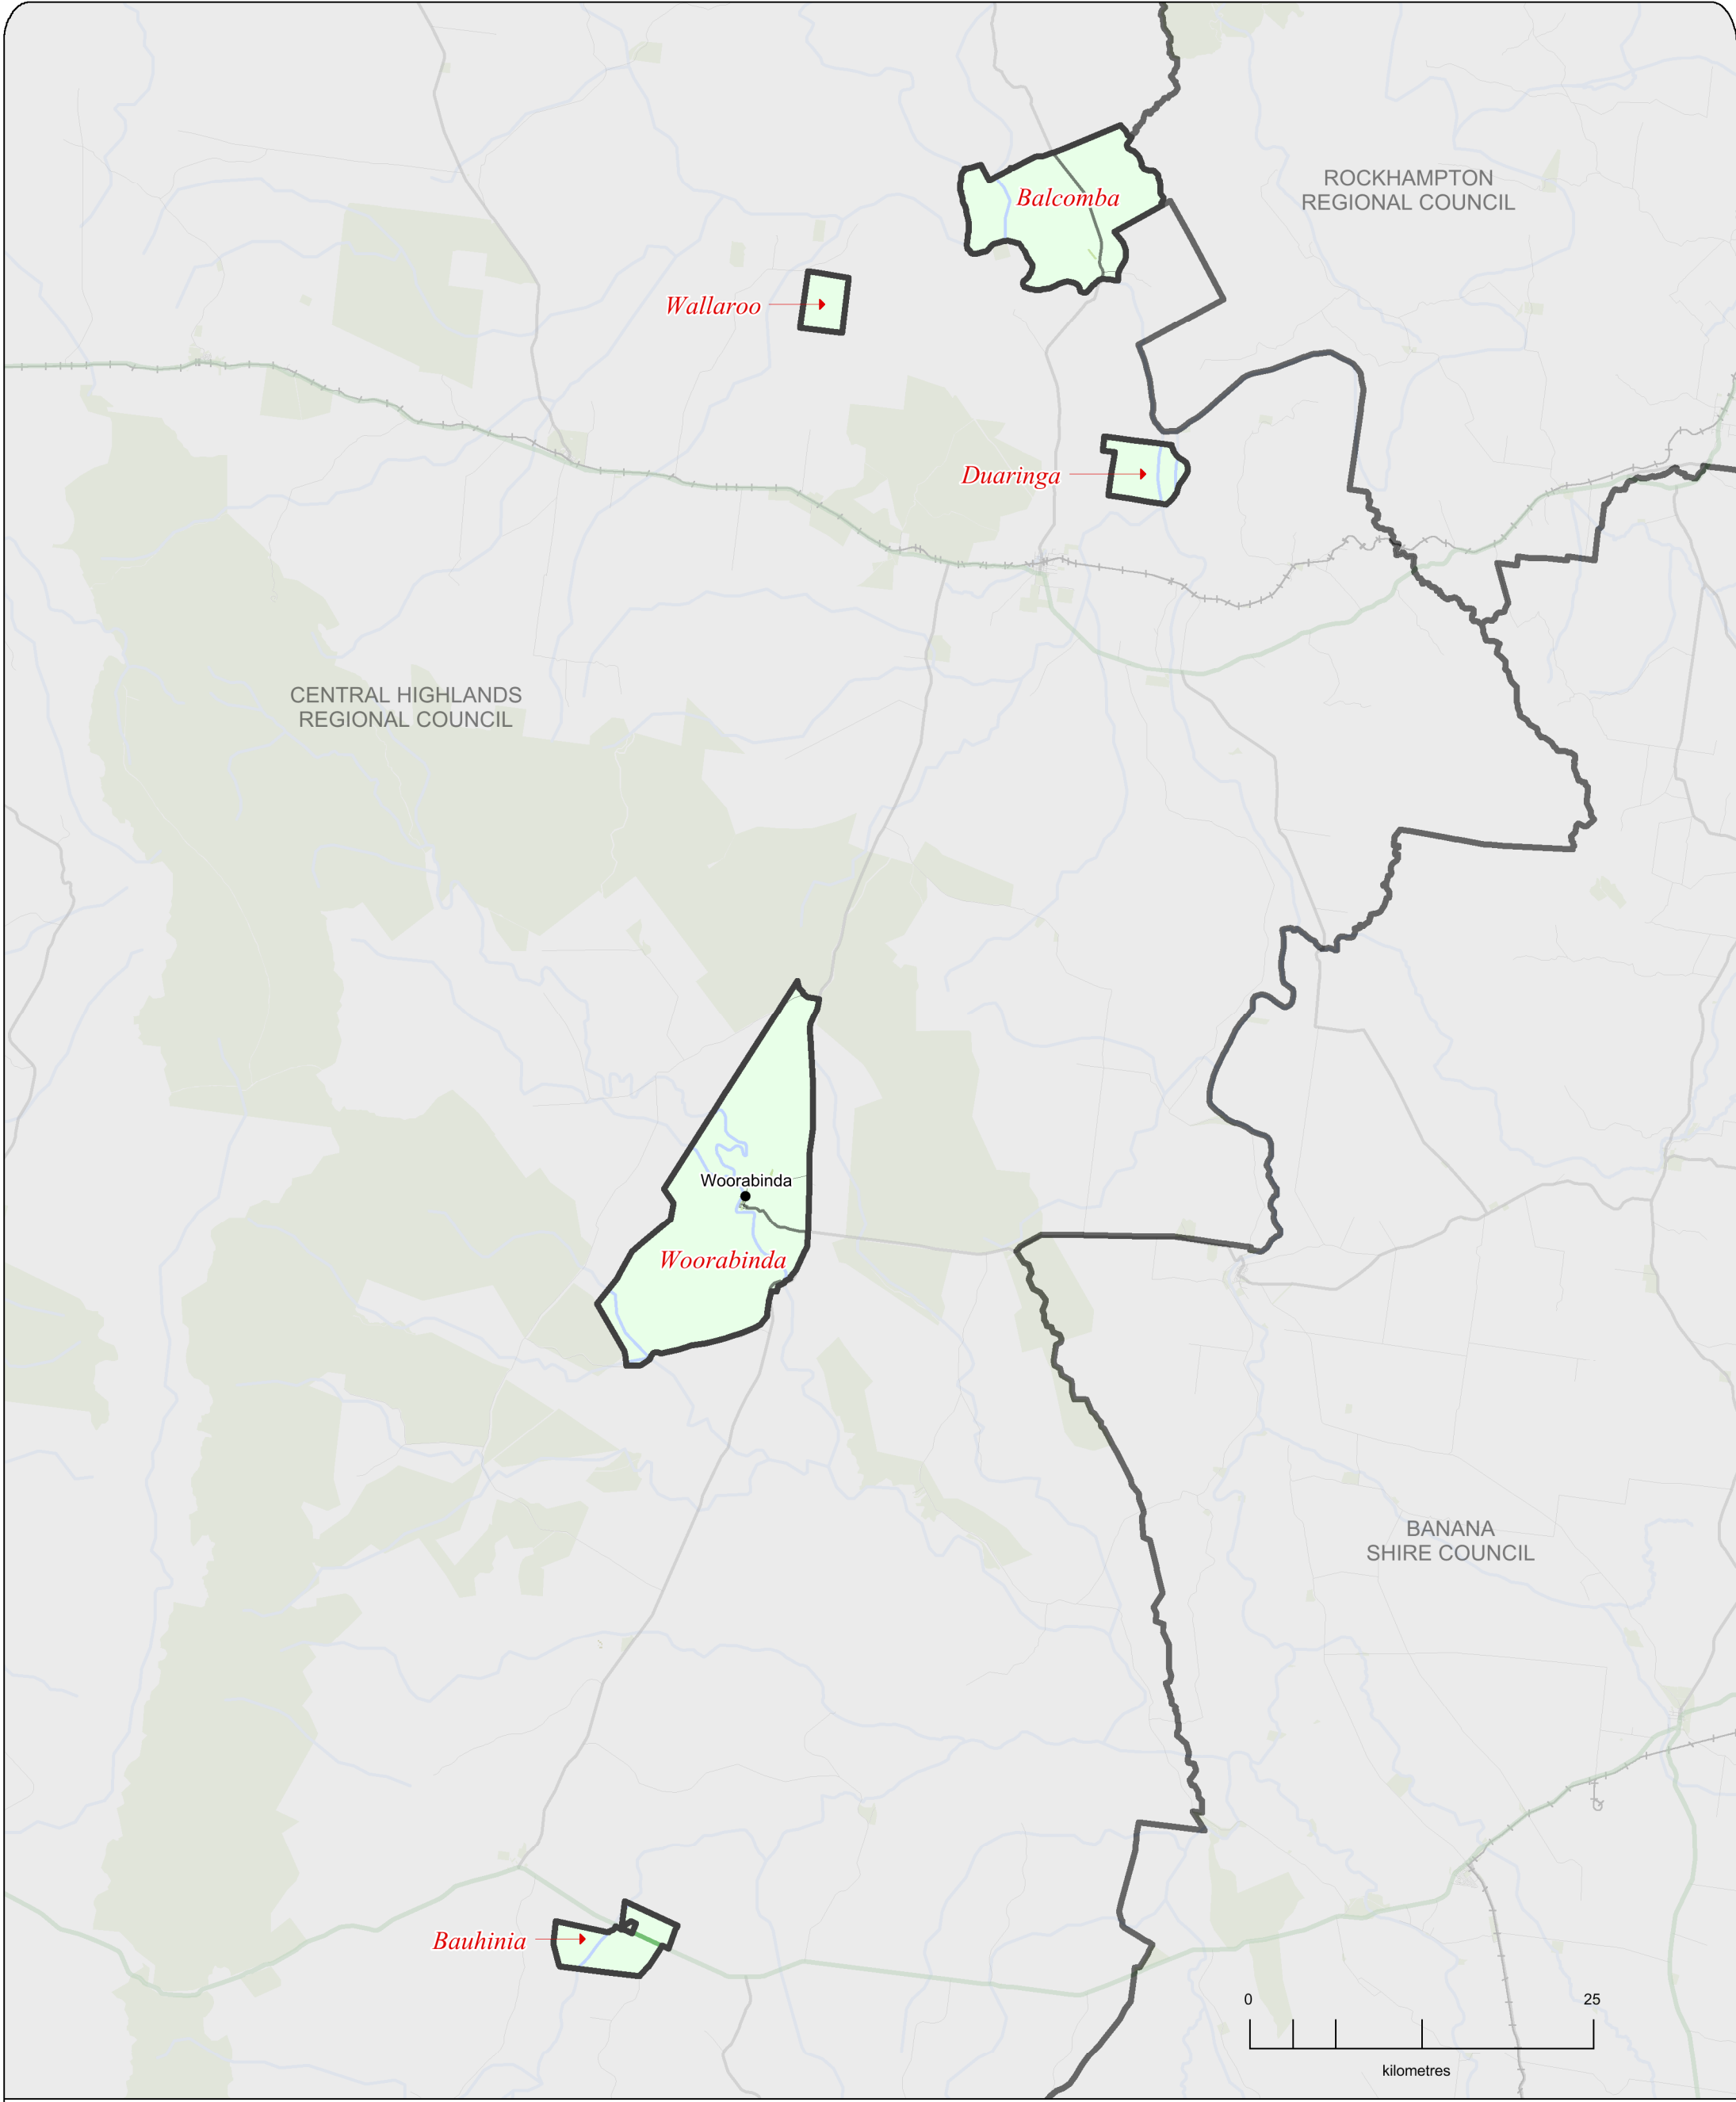 ROCKHAMPTON
REGIONAL COUNCIL
Balcomba
Wallaroo
Duaringa
CENTRAL HIGHLANDS
REGIONAL COUNCIL
Woorabinda
Woorabinda
BANANA
SHIRE COUNCIL
Bauhinia
0 25
kilometres